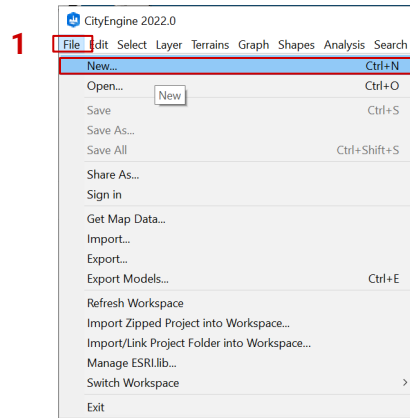 CityEngine 2022.0
1
File Edit Select Layer Terrains Graph Shapes Analysis Search
New... Ctrl+N
Open... Ctrl+O
New
Save Ctrl+S
Save As...
Save All Ctrl+Shift+S
Share As...
Sign in
Get Map Data...
Import...
Export...
Export Models... Ctrl+E
Refresh Workspace
Import Zipped Project into Workspace...
Import/Link Project Folder into Workspace...
Manage ESRI.lib...
Switch Workspace >
Exit